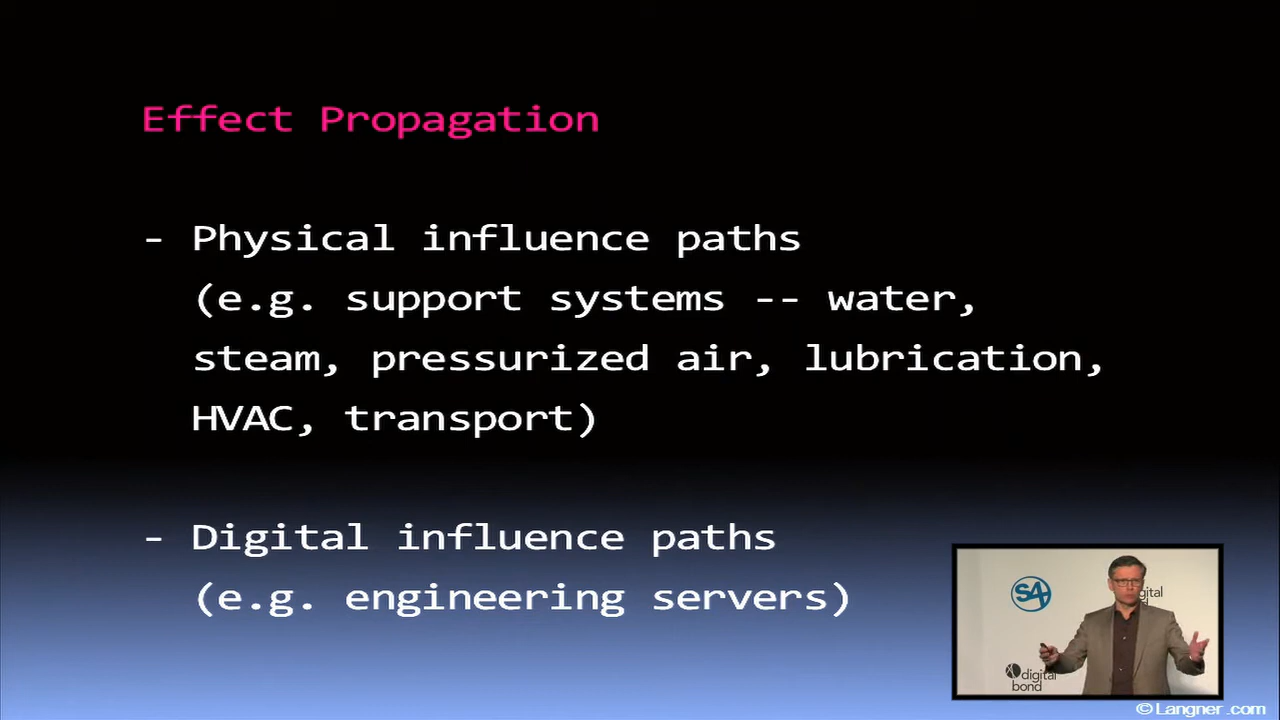 Effect Propagation
- Physical influence paths
(e.g. support systems -- water,
steam, pressurized air, lubrication,
HVAC, transport)
- Digital influence paths
(e.g. engineering servers)
S4
digital
bond
© Langner.com